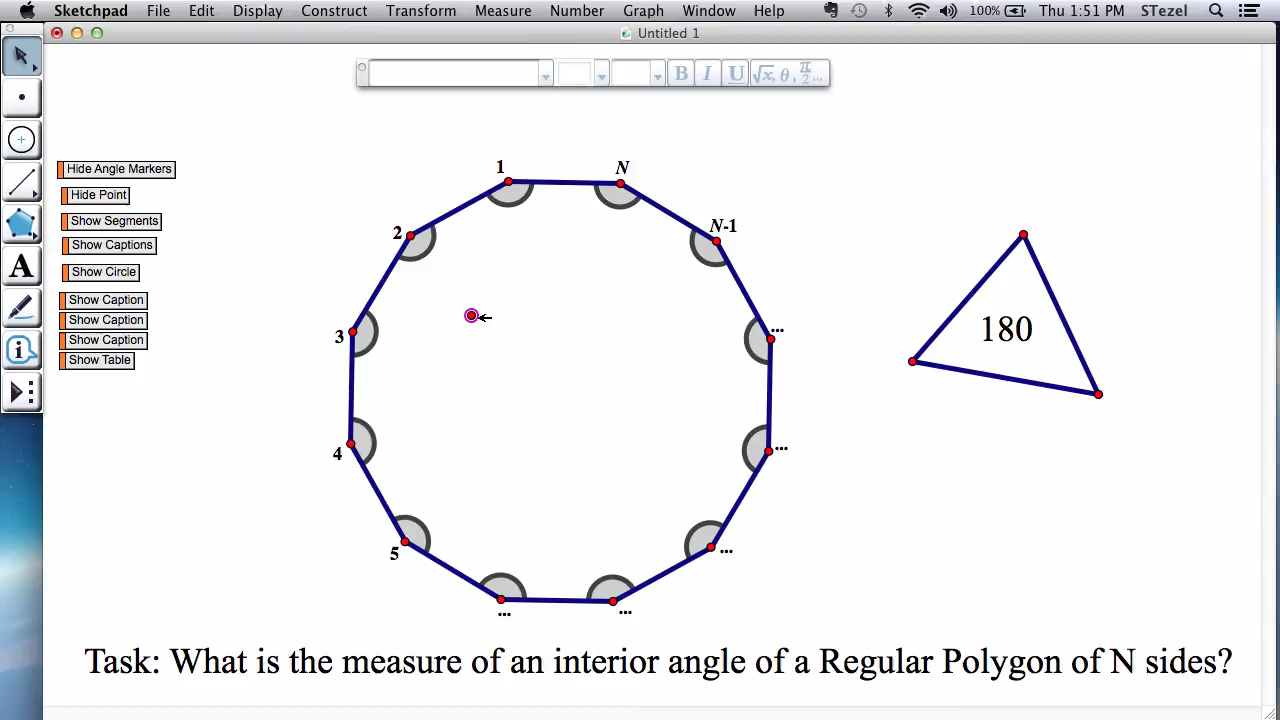 Sketchpad File Edit Display Construct Transform Measure Number Graph Window Help 100% Thu 1:51 PM STezel
Untitled 1
B I U √x, θ, π/2...
Hide Angle Markers
Hide Point
Show Segments
Show Captions
Show Circle
Show Caption
Show Caption
Show Caption
Show Table
A
1 N
2 N-1
3 ...
4 ...
5 ...
... ...
180
Task: What is the measure of an interior angle of a Regular Polygon of N sides?